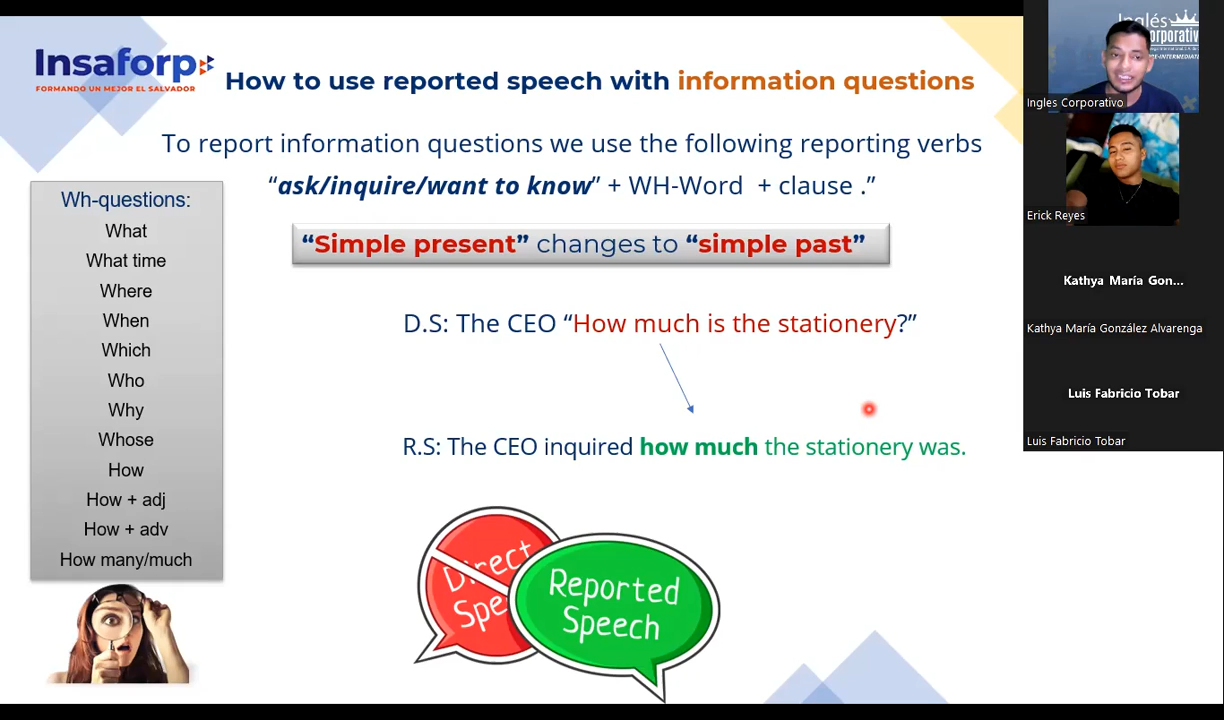 Insaforp
FORMANDO UN MEJOR EL SALVADOR
How to use reported speech with information questions
To report information questions we use the following reporting verbs
“ask/inquire/want to know” + WH-Word + clause .”
“Simple present” changes to “simple past”
Wh-questions:
What
What time
Where
When
Which
Who
Why
Whose
How
How + adj
How + adv
How many/much
D.S: The CEO “How much is the stationery?”
R.S: The CEO inquired how much the stationery was.
Direct
Spe
Reported
Speech
Inglés
orporativ
Ingles Corporativo
Erick Reyes
Kathya María Gon...
Kathya María González Alvarenga
Luis Fabricio Tobar
Luis Fabricio Tobar